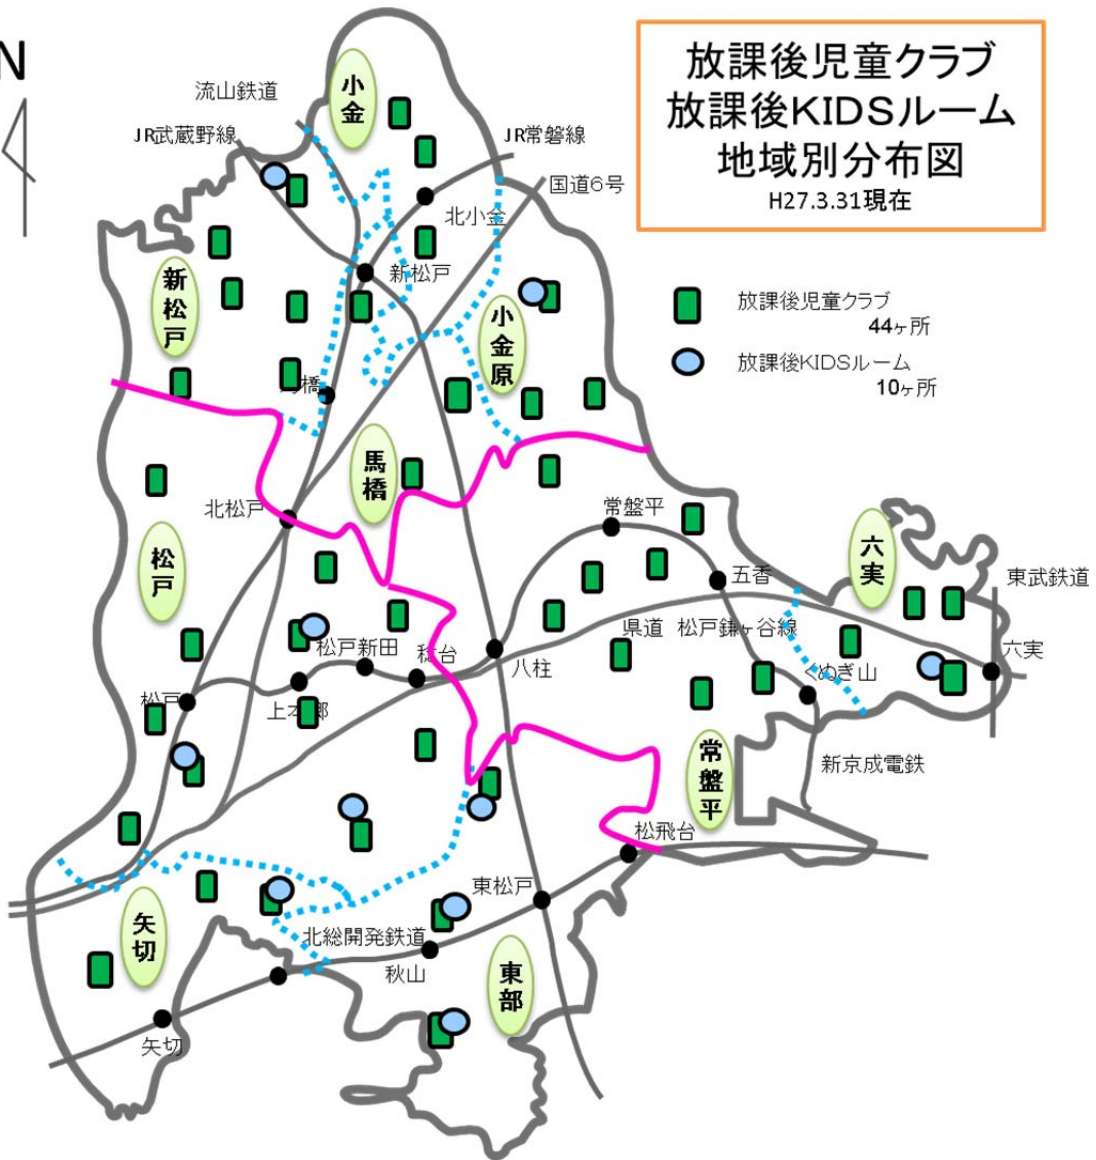 N
放課後児童クラブ
放課後KIDSルーム
地域別分布図
H27.3.31現在
放課後児童クラブ
44ヶ所
放課後KIDSルーム
10ヶ所
流山鉄道
小金
JR武蔵野線
JR常磐線
国道6号
北小金
新松戸
新松戸
小金原
橋
馬橋
北松戸
常盤平
松戸
五香
六実
東武鉄道
県道 松戸鎌ヶ谷線
松戸新田
稔台
八柱
くぬぎ山
六実
松戸
上本郷
常盤平
新京成電鉄
松飛台
東松戸
矢切
北総開発鉄道
秋山
東部
矢切